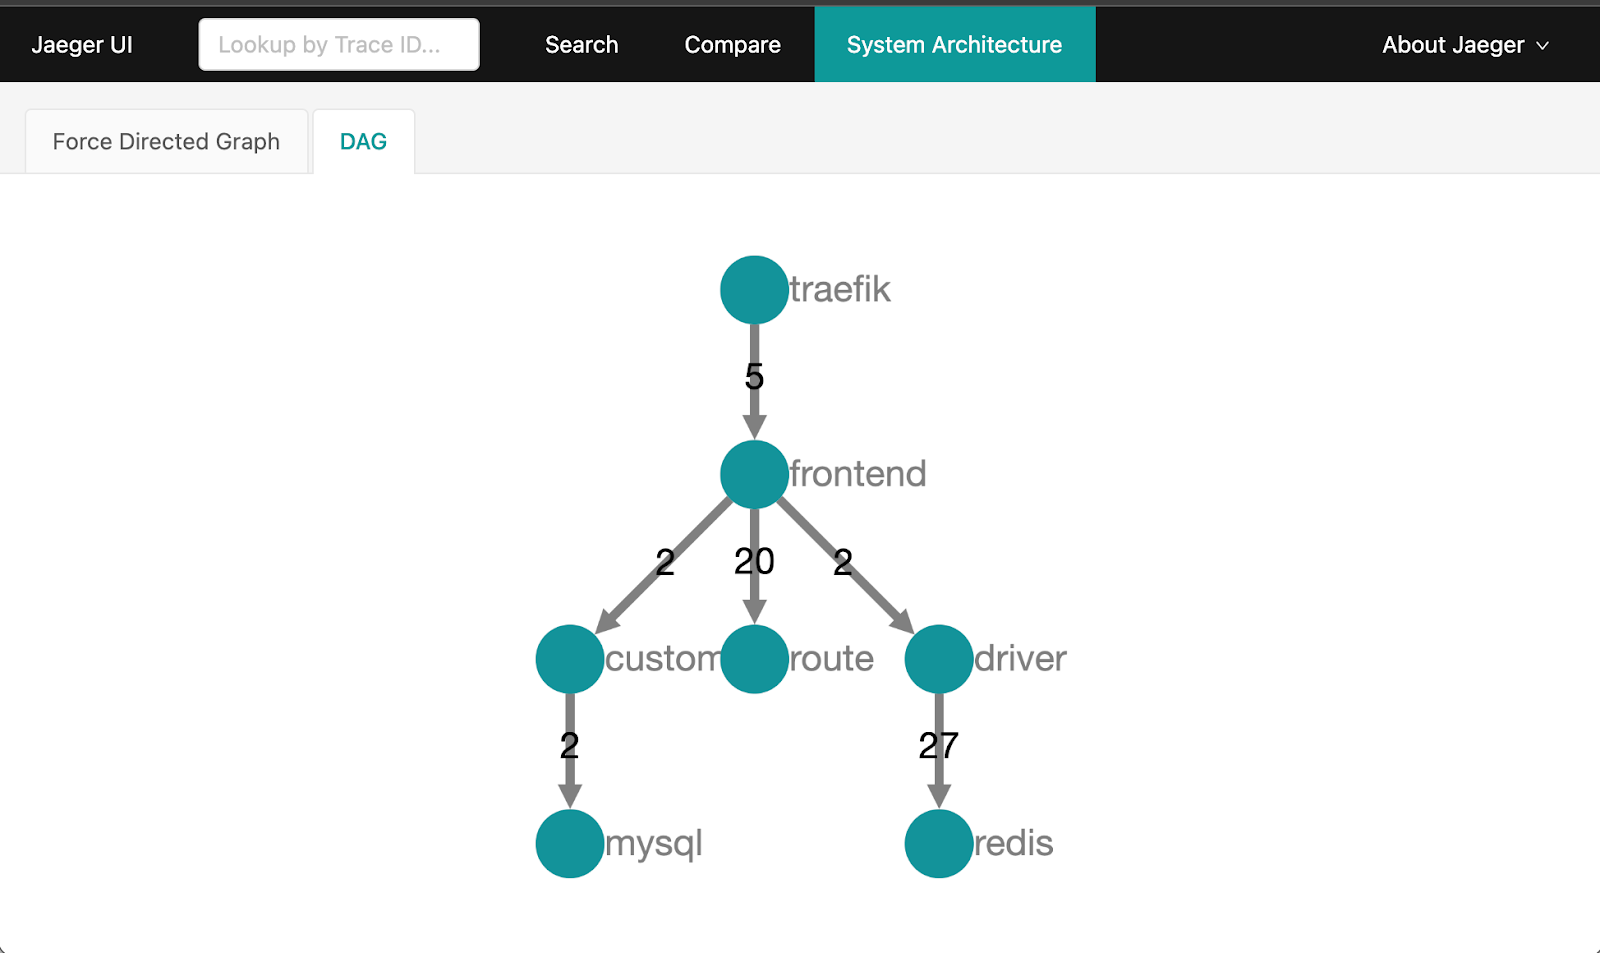 Jaeger UI
Lookup by Trace ID...
Search
Compare
System Architecture
About Jaeger
Force Directed Graph
DAG
traefik
5
frontend
2
20
2
custom
route
driver
2
27
mysql
redis